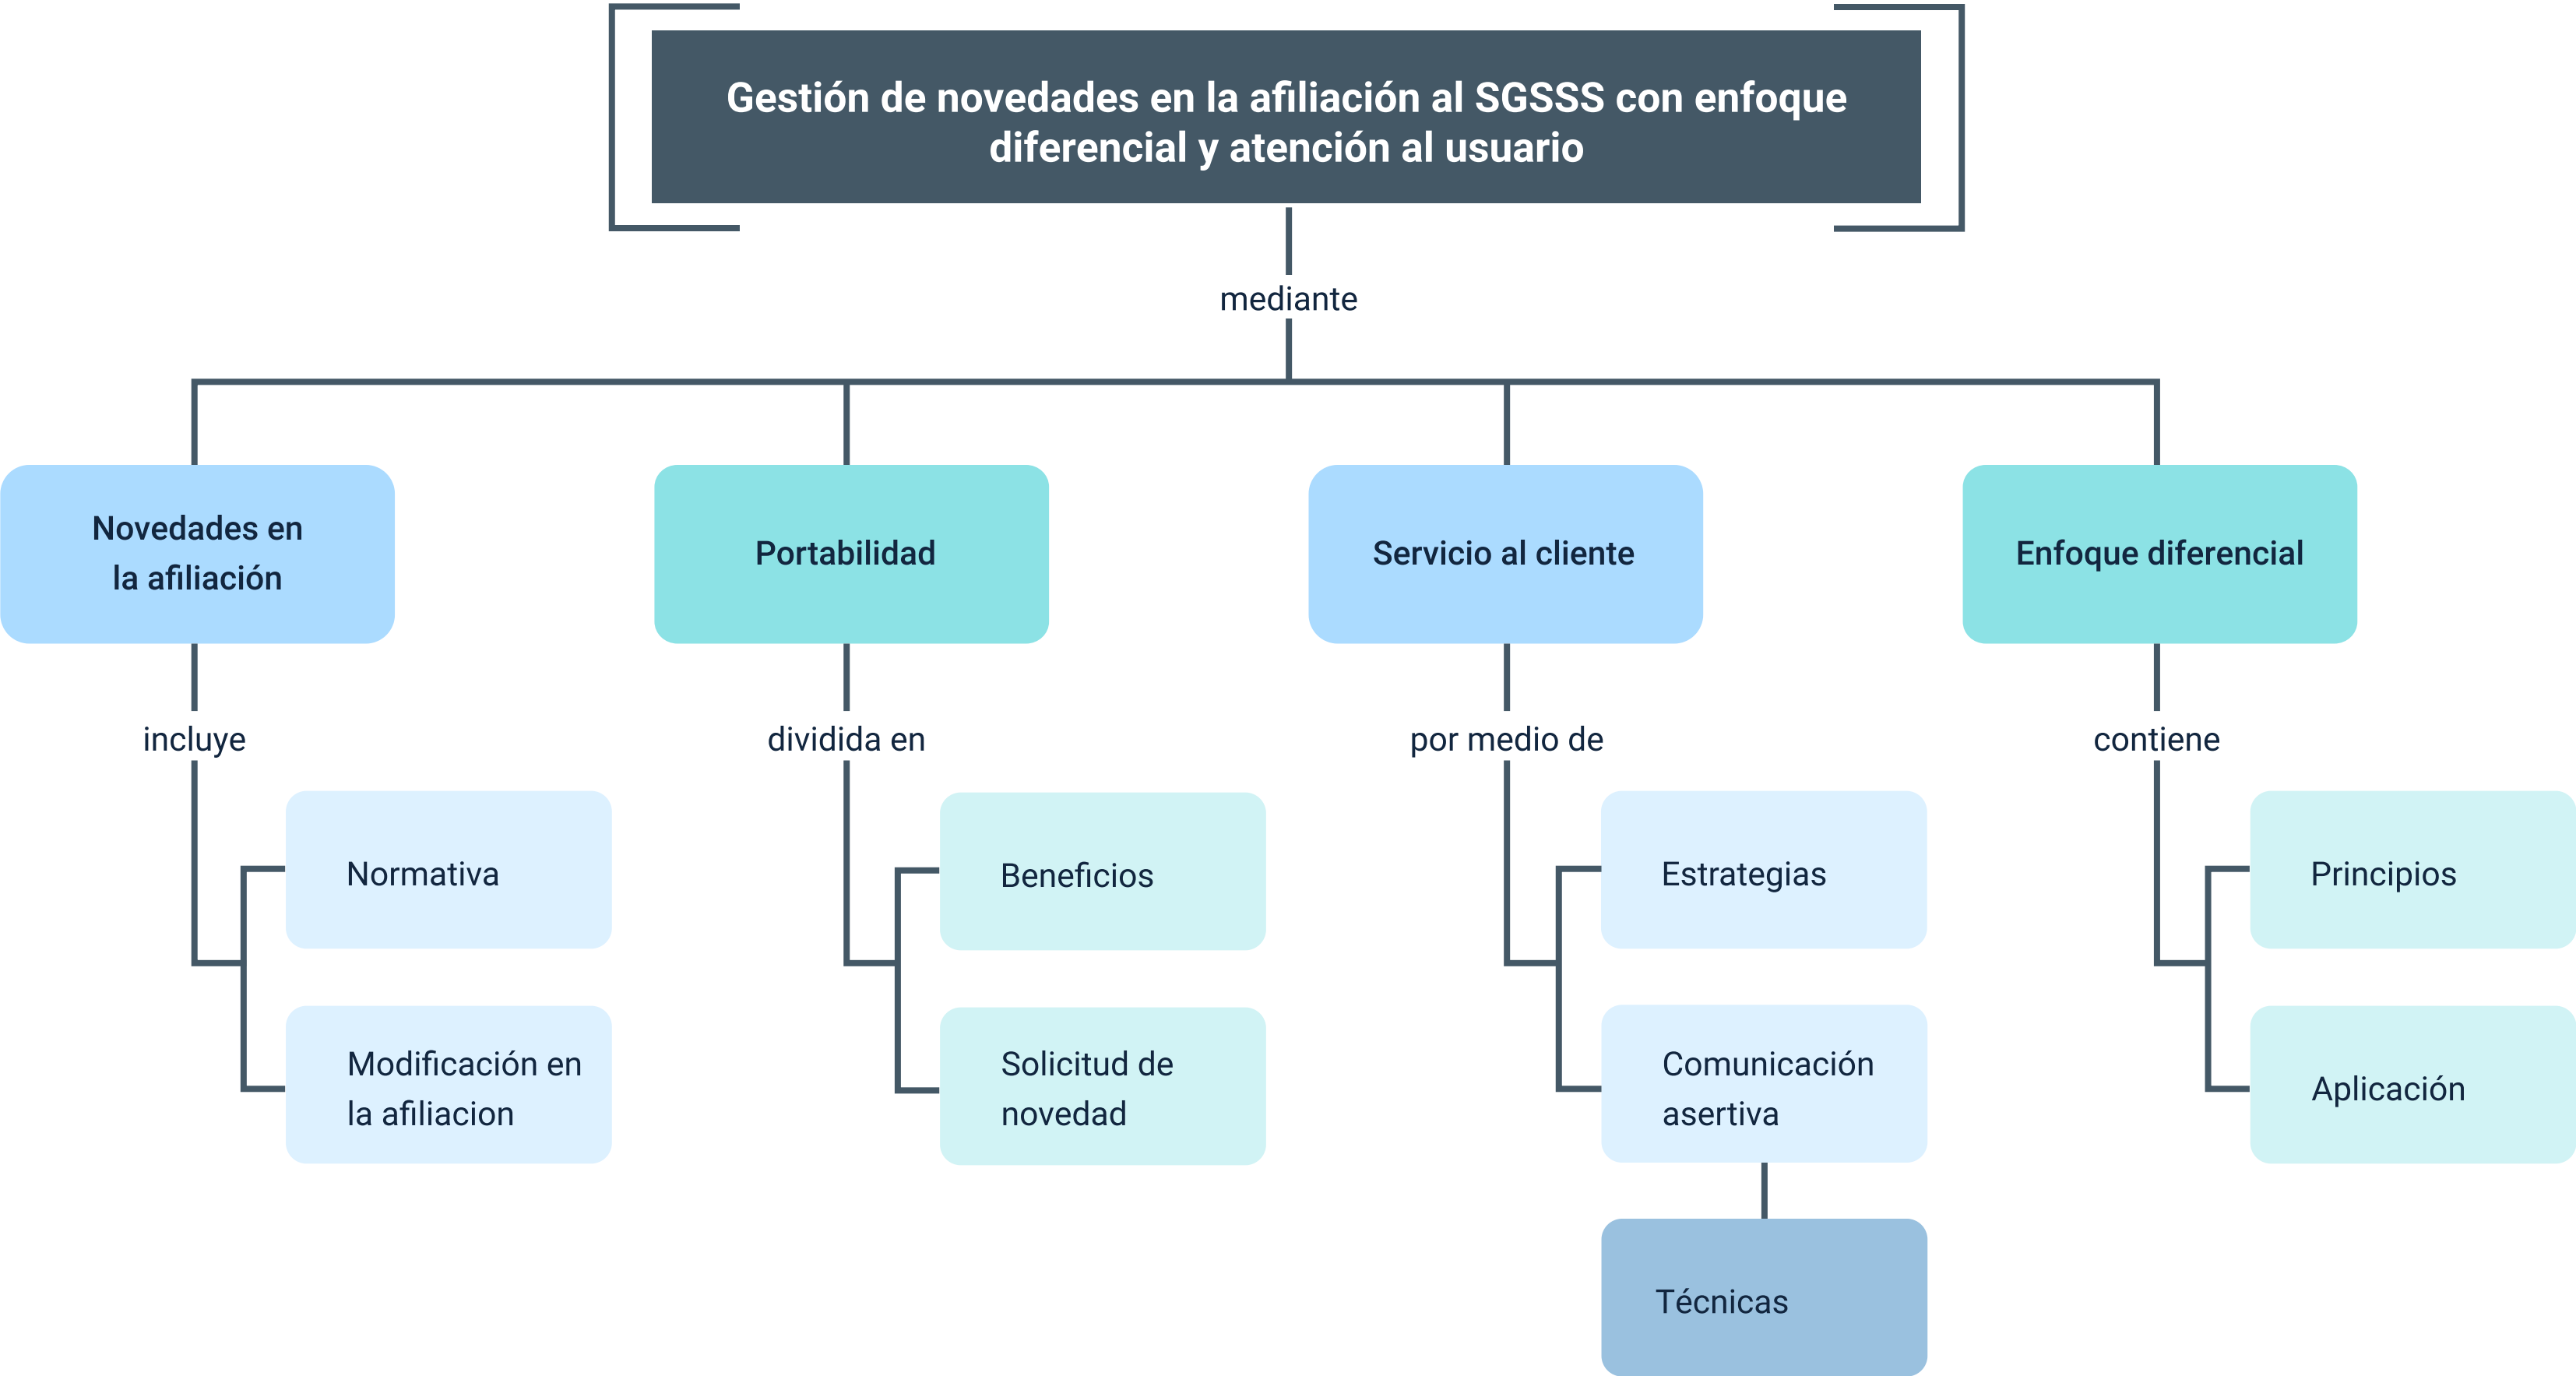 Gestión de novedades en la afiliación al SGSSS con enfoque
diferencial y atención al usuario
mediante
Novedades en
la afiliación
Portabilidad
Servicio al cliente
Enfoque diferencial
incluye
dividida en
por medio de
contiene
Normativa
Modificación en
la afiliacion
Beneficios
Solicitud de
novedad
Estrategias
Comunicación
asertiva
Técnicas
Principios
Aplicación